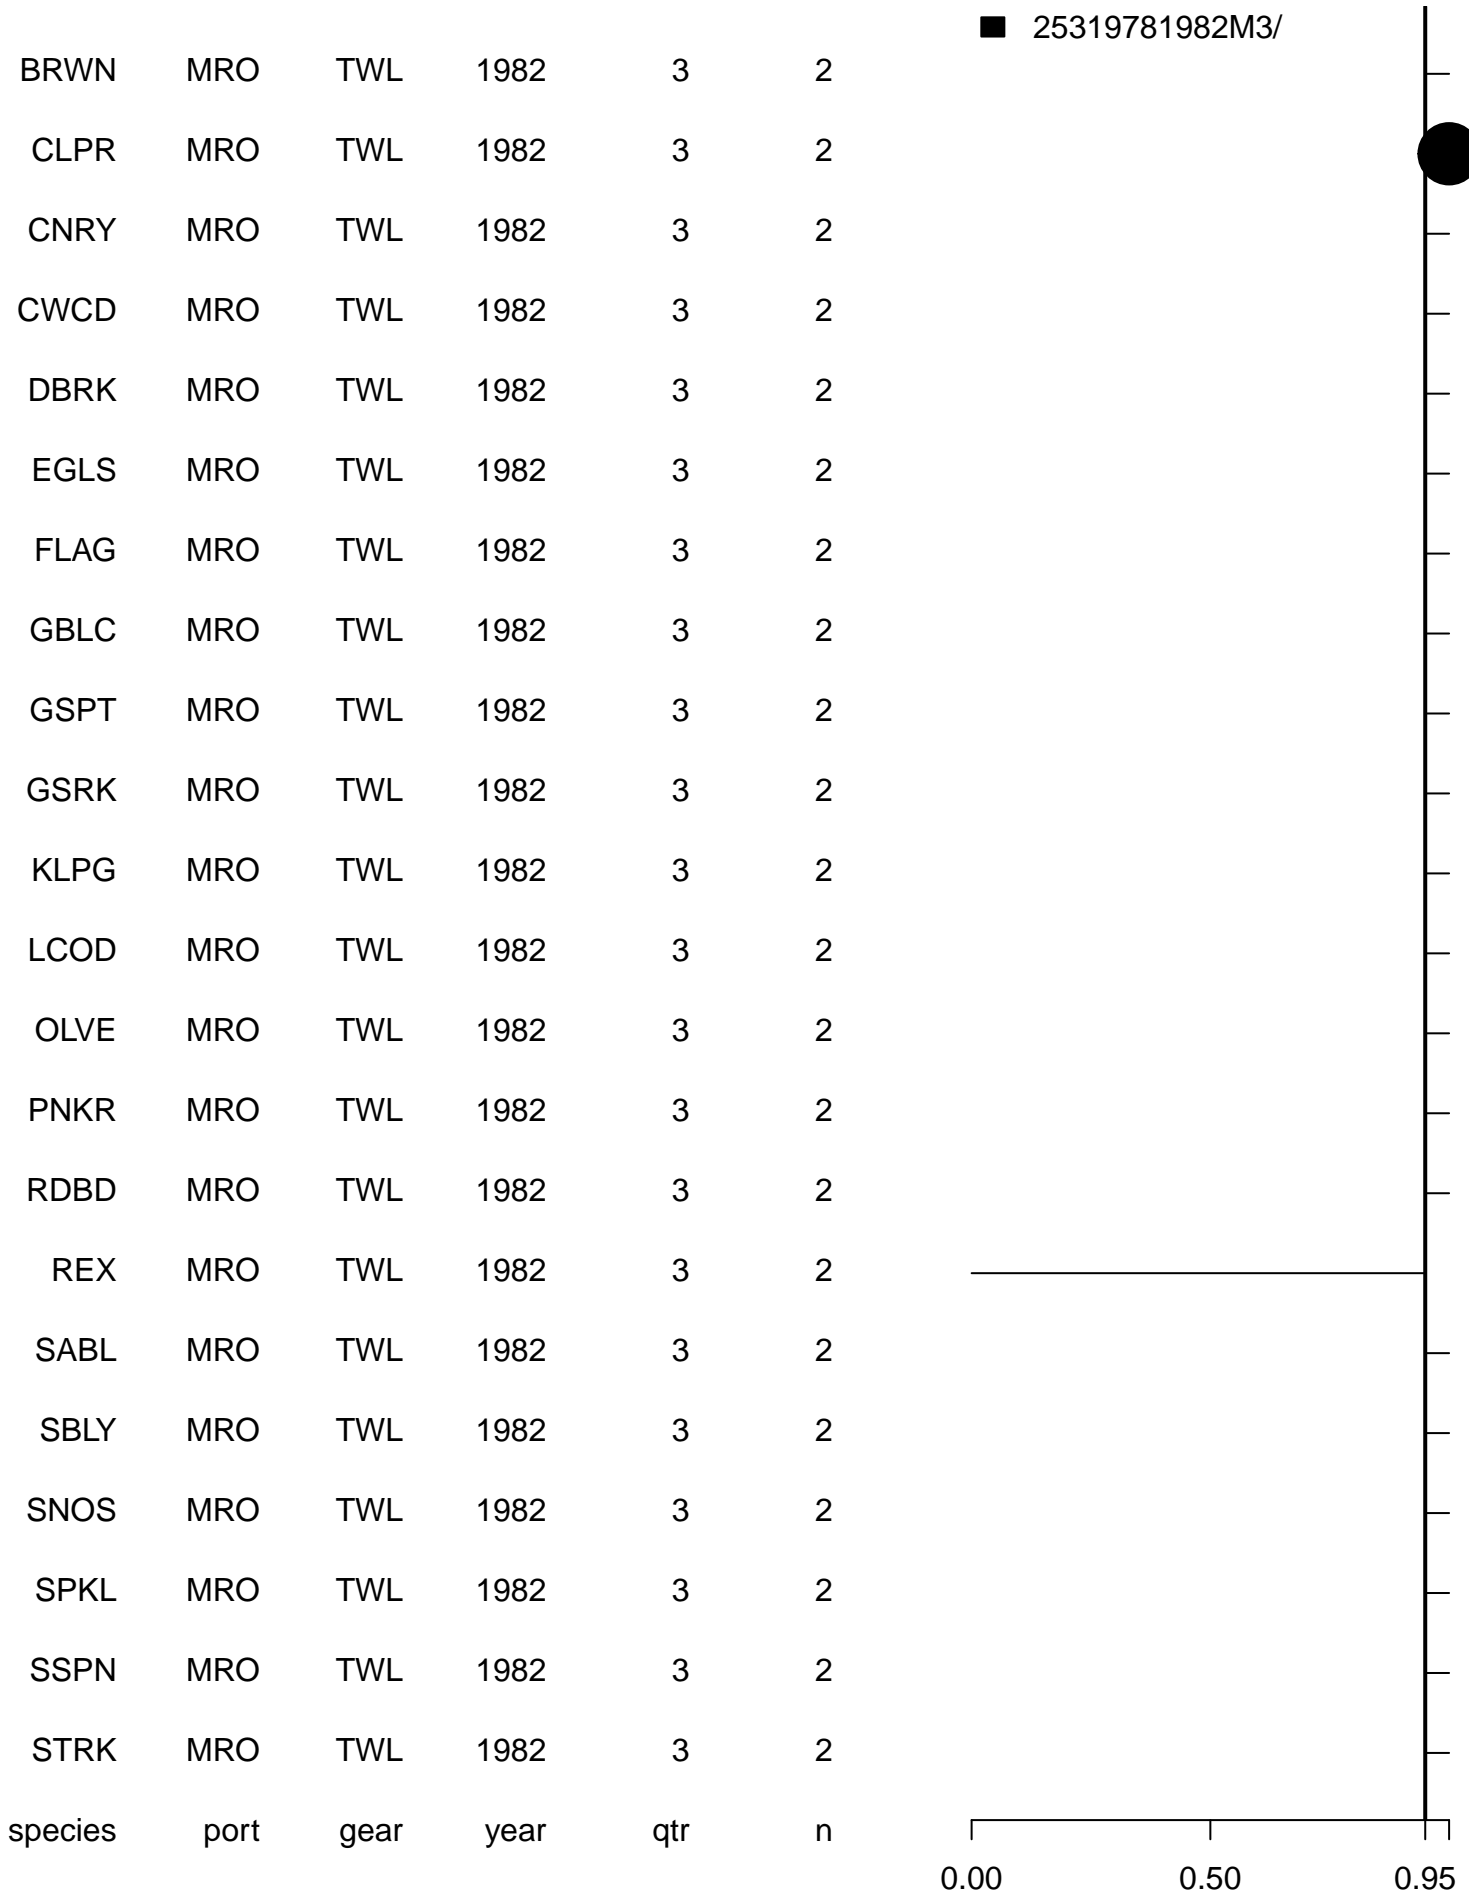 25319781982M3/
BRWN MRO TWL 1982 3 2
CLPR MRO TWL 1982 3 2
CNRY MRO TWL 1982 3 2
CWCD MRO TWL 1982 3 2
DBRK MRO TWL 1982 3 2
EGLS MRO TWL 1982 3 2
FLAG MRO TWL 1982 3 2
GBLC MRO TWL 1982 3 2
GSPT MRO TWL 1982 3 2
GSRK MRO TWL 1982 3 2
KLPG MRO TWL 1982 3 2
LCOD MRO TWL 1982 3 2
OLVE MRO TWL 1982 3 2
PNKR MRO TWL 1982 3 2
RDBD MRO TWL 1982 3 2
REX MRO TWL 1982 3 2
SABL MRO TWL 1982 3 2
SBLY MRO TWL 1982 3 2
SNOS MRO TWL 1982 3 2
SPKL MRO TWL 1982 3 2
SSPN MRO TWL 1982 3 2
STRK MRO TWL 1982 3 2
species port gear year qtr n
0.00 0.50 0.95